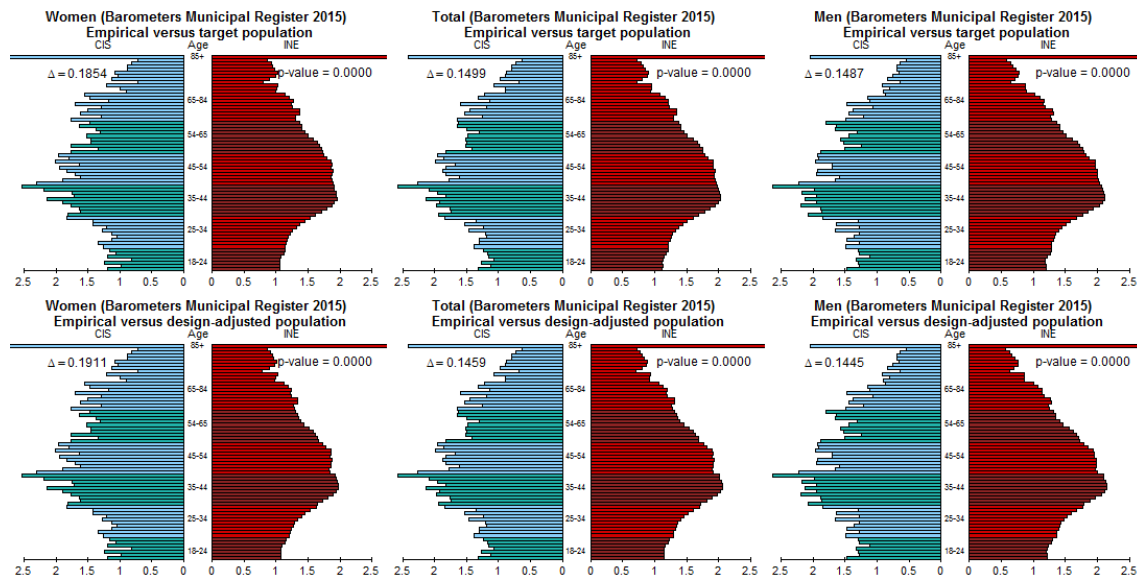 Women (Barometers Municipal Register 2015)
Empirical versus target population
CIS Age INE
Δ = 0.1854
p-value = 0.0000
85+
65-84
54-65
45-54
35-44
25-34
18-24
2.5 2 1.5 1 0.5 0 0 0.5 1 1.5 2 2.5
Total (Barometers Municipal Register 2015)
Empirical versus target population
CIS Age INE
Δ = 0.1499
p-value = 0.0000
85+
65-84
54-65
45-54
35-44
25-34
18-24
2.5 2 1.5 1 0.5 0 0 0.5 1 1.5 2 2.5
Men (Barometers Municipal Register 2015)
Empirical versus target population
CIS Age INE
Δ = 0.1487
p-value = 0.0000
85+
65-84
54-65
45-54
35-44
25-34
18-24
2.5 2 1.5 1 0.5 0 0 0.5 1 1.5 2 2.5
Women (Barometers Municipal Register 2015)
Empirical versus design-adjusted population
CIS Age INE
Δ = 0.1911
p-value = 0.0000
85+
65-84
54-65
45-54
35-44
25-34
18-24
2.5 2 1.5 1 0.5 0 0 0.5 1 1.5 2 2.5
Total (Barometers Municipal Register 2015)
Empirical versus design-adjusted population
CIS Age INE
Δ = 0.1459
p-value = 0.0000
85+
65-84
54-65
45-54
35-44
25-34
18-24
2.5 2 1.5 1 0.5 0 0 0.5 1 1.5 2 2.5
Men (Barometers Municipal Register 2015)
Empirical versus design-adjusted population
CIS Age INE
Δ = 0.1445
p-value = 0.0000
85+
65-84
54-65
45-54
35-44
25-34
18-24
2.5 2 1.5 1 0.5 0 0 0.5 1 1.5 2 2.5